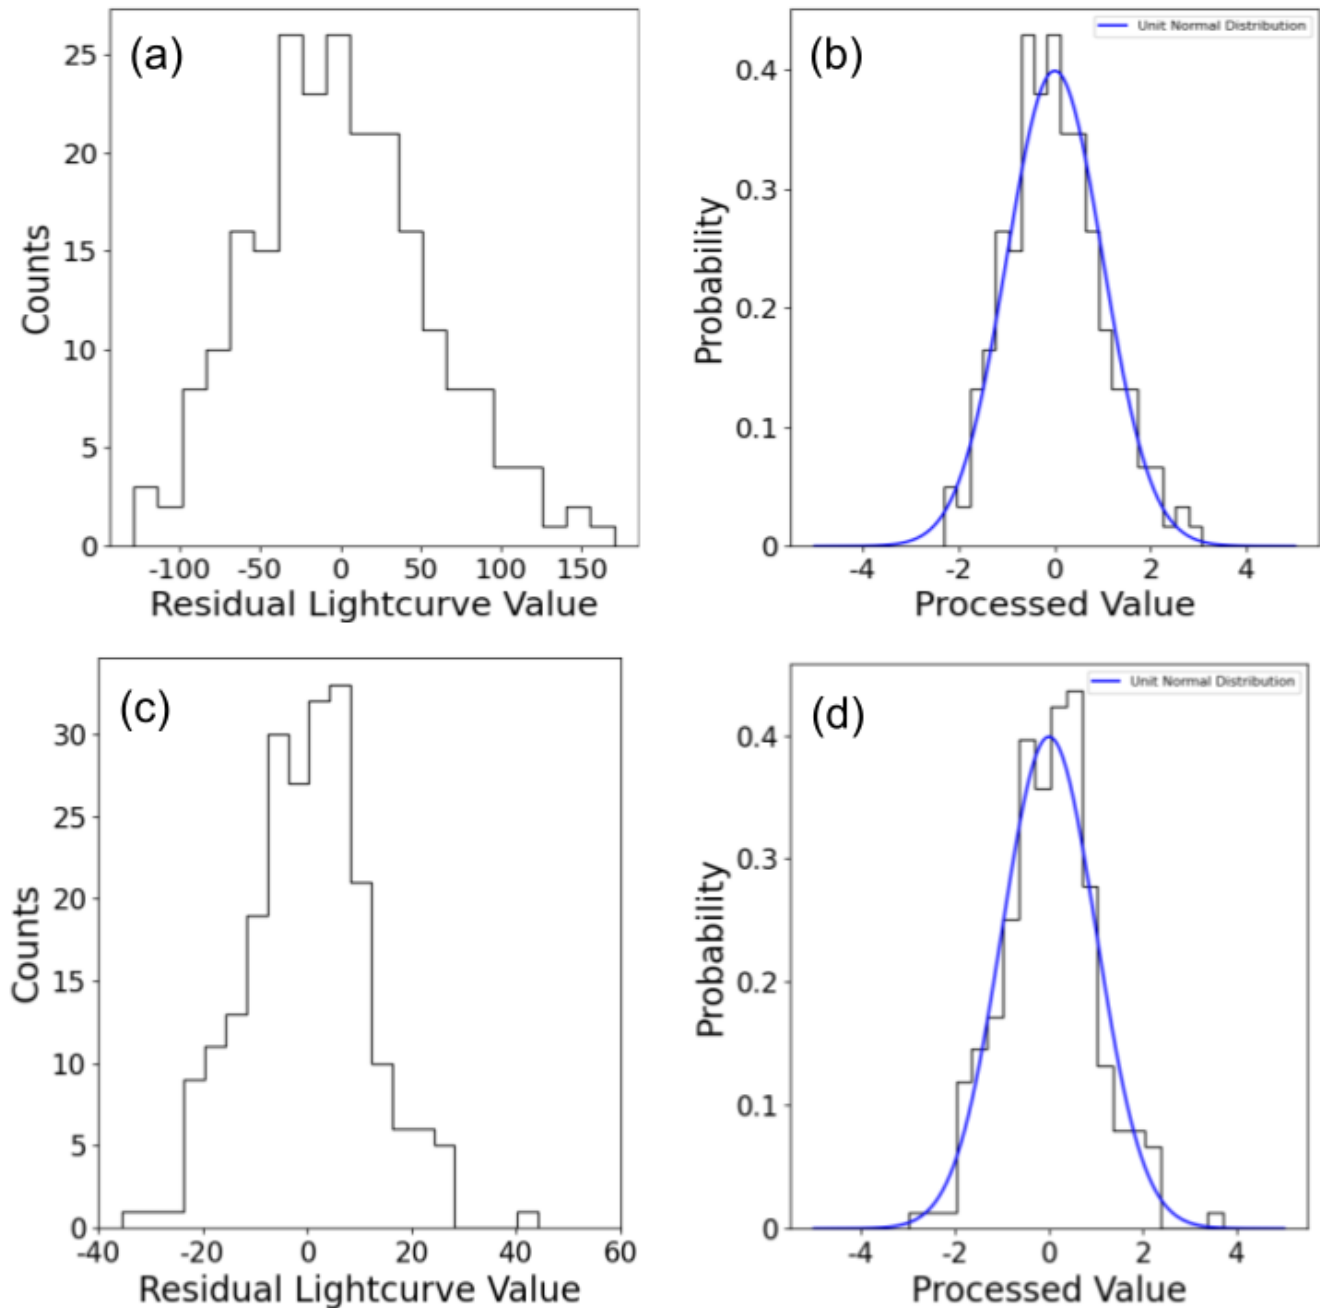 (a)
25
20
15
10
5
0
Counts
-100 -50 0 50 100 150
Residual Lightcurve Value
(b)
Unit Normal Distribution
0.4
0.3
0.2
0.1
0
Probability
-4 -2 0 2 4
Processed Value
(c)
30
25
20
15
10
5
0
Counts
-40 -20 0 20 40 60
Residual Lightcurve Value
(d)
Unit Normal Distribution
0.4
0.3
0.2
0.1
0
Probability
-4 -2 0 2 4
Processed Value